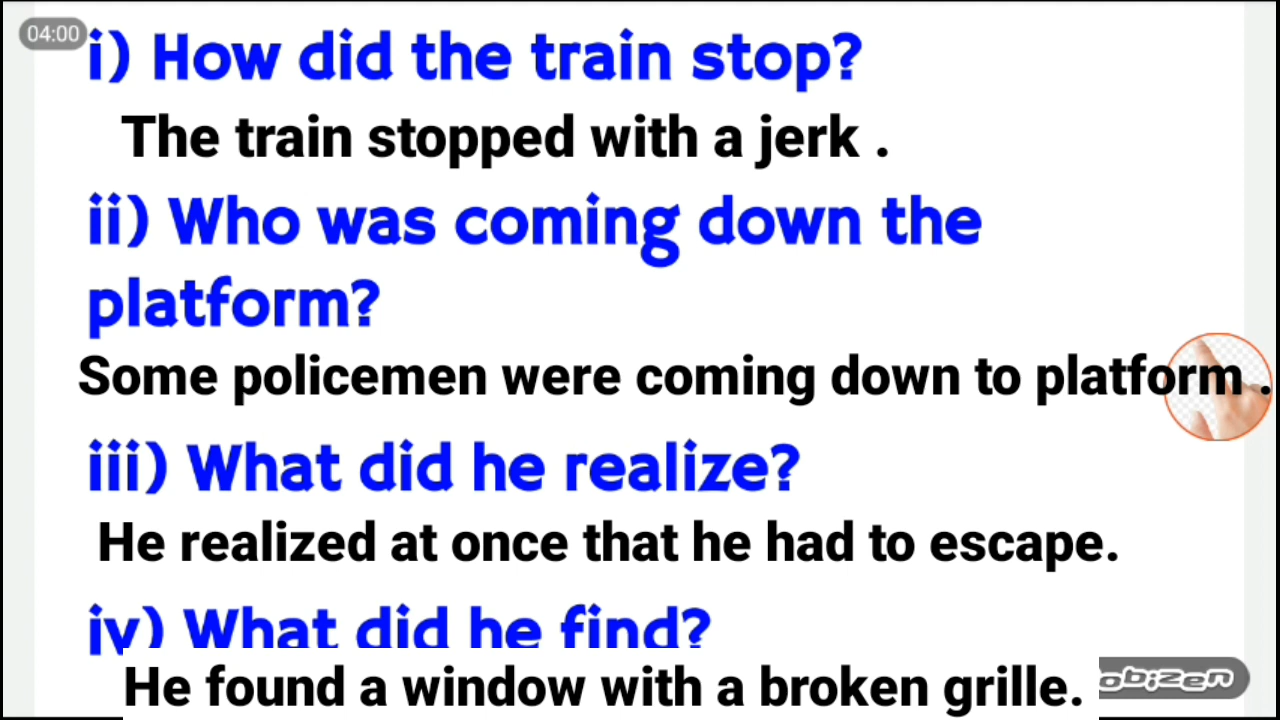 04:00
i) How did the train stop?
The train stopped with a jerk .
ii) Who was coming down the
platform?
Some policemen were coming down to platform .
iii) What did he realize?
He realized at once that he had to escape.
iv) What did he find?
He found a window with a broken grille.
obizen